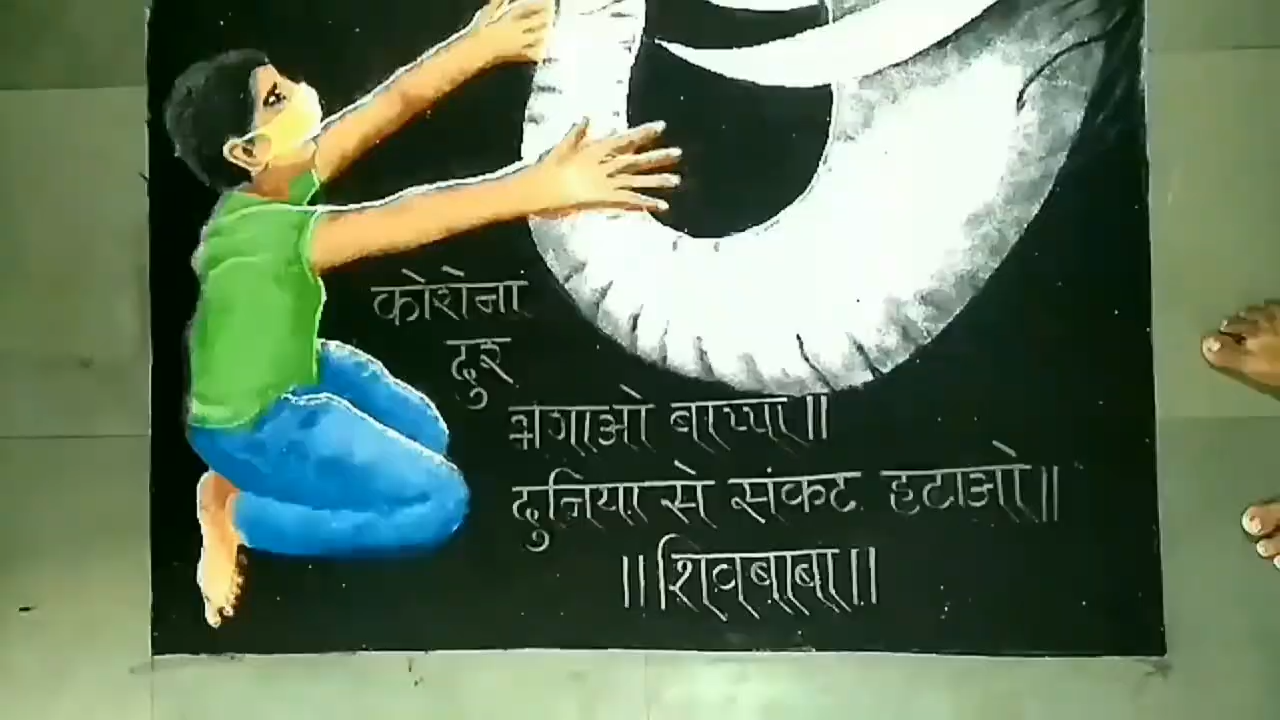 कोरोना
दुर
भगाओ बाप्पा॥
दुनिया से संकट हटाओ॥
॥शिवबाबा॥